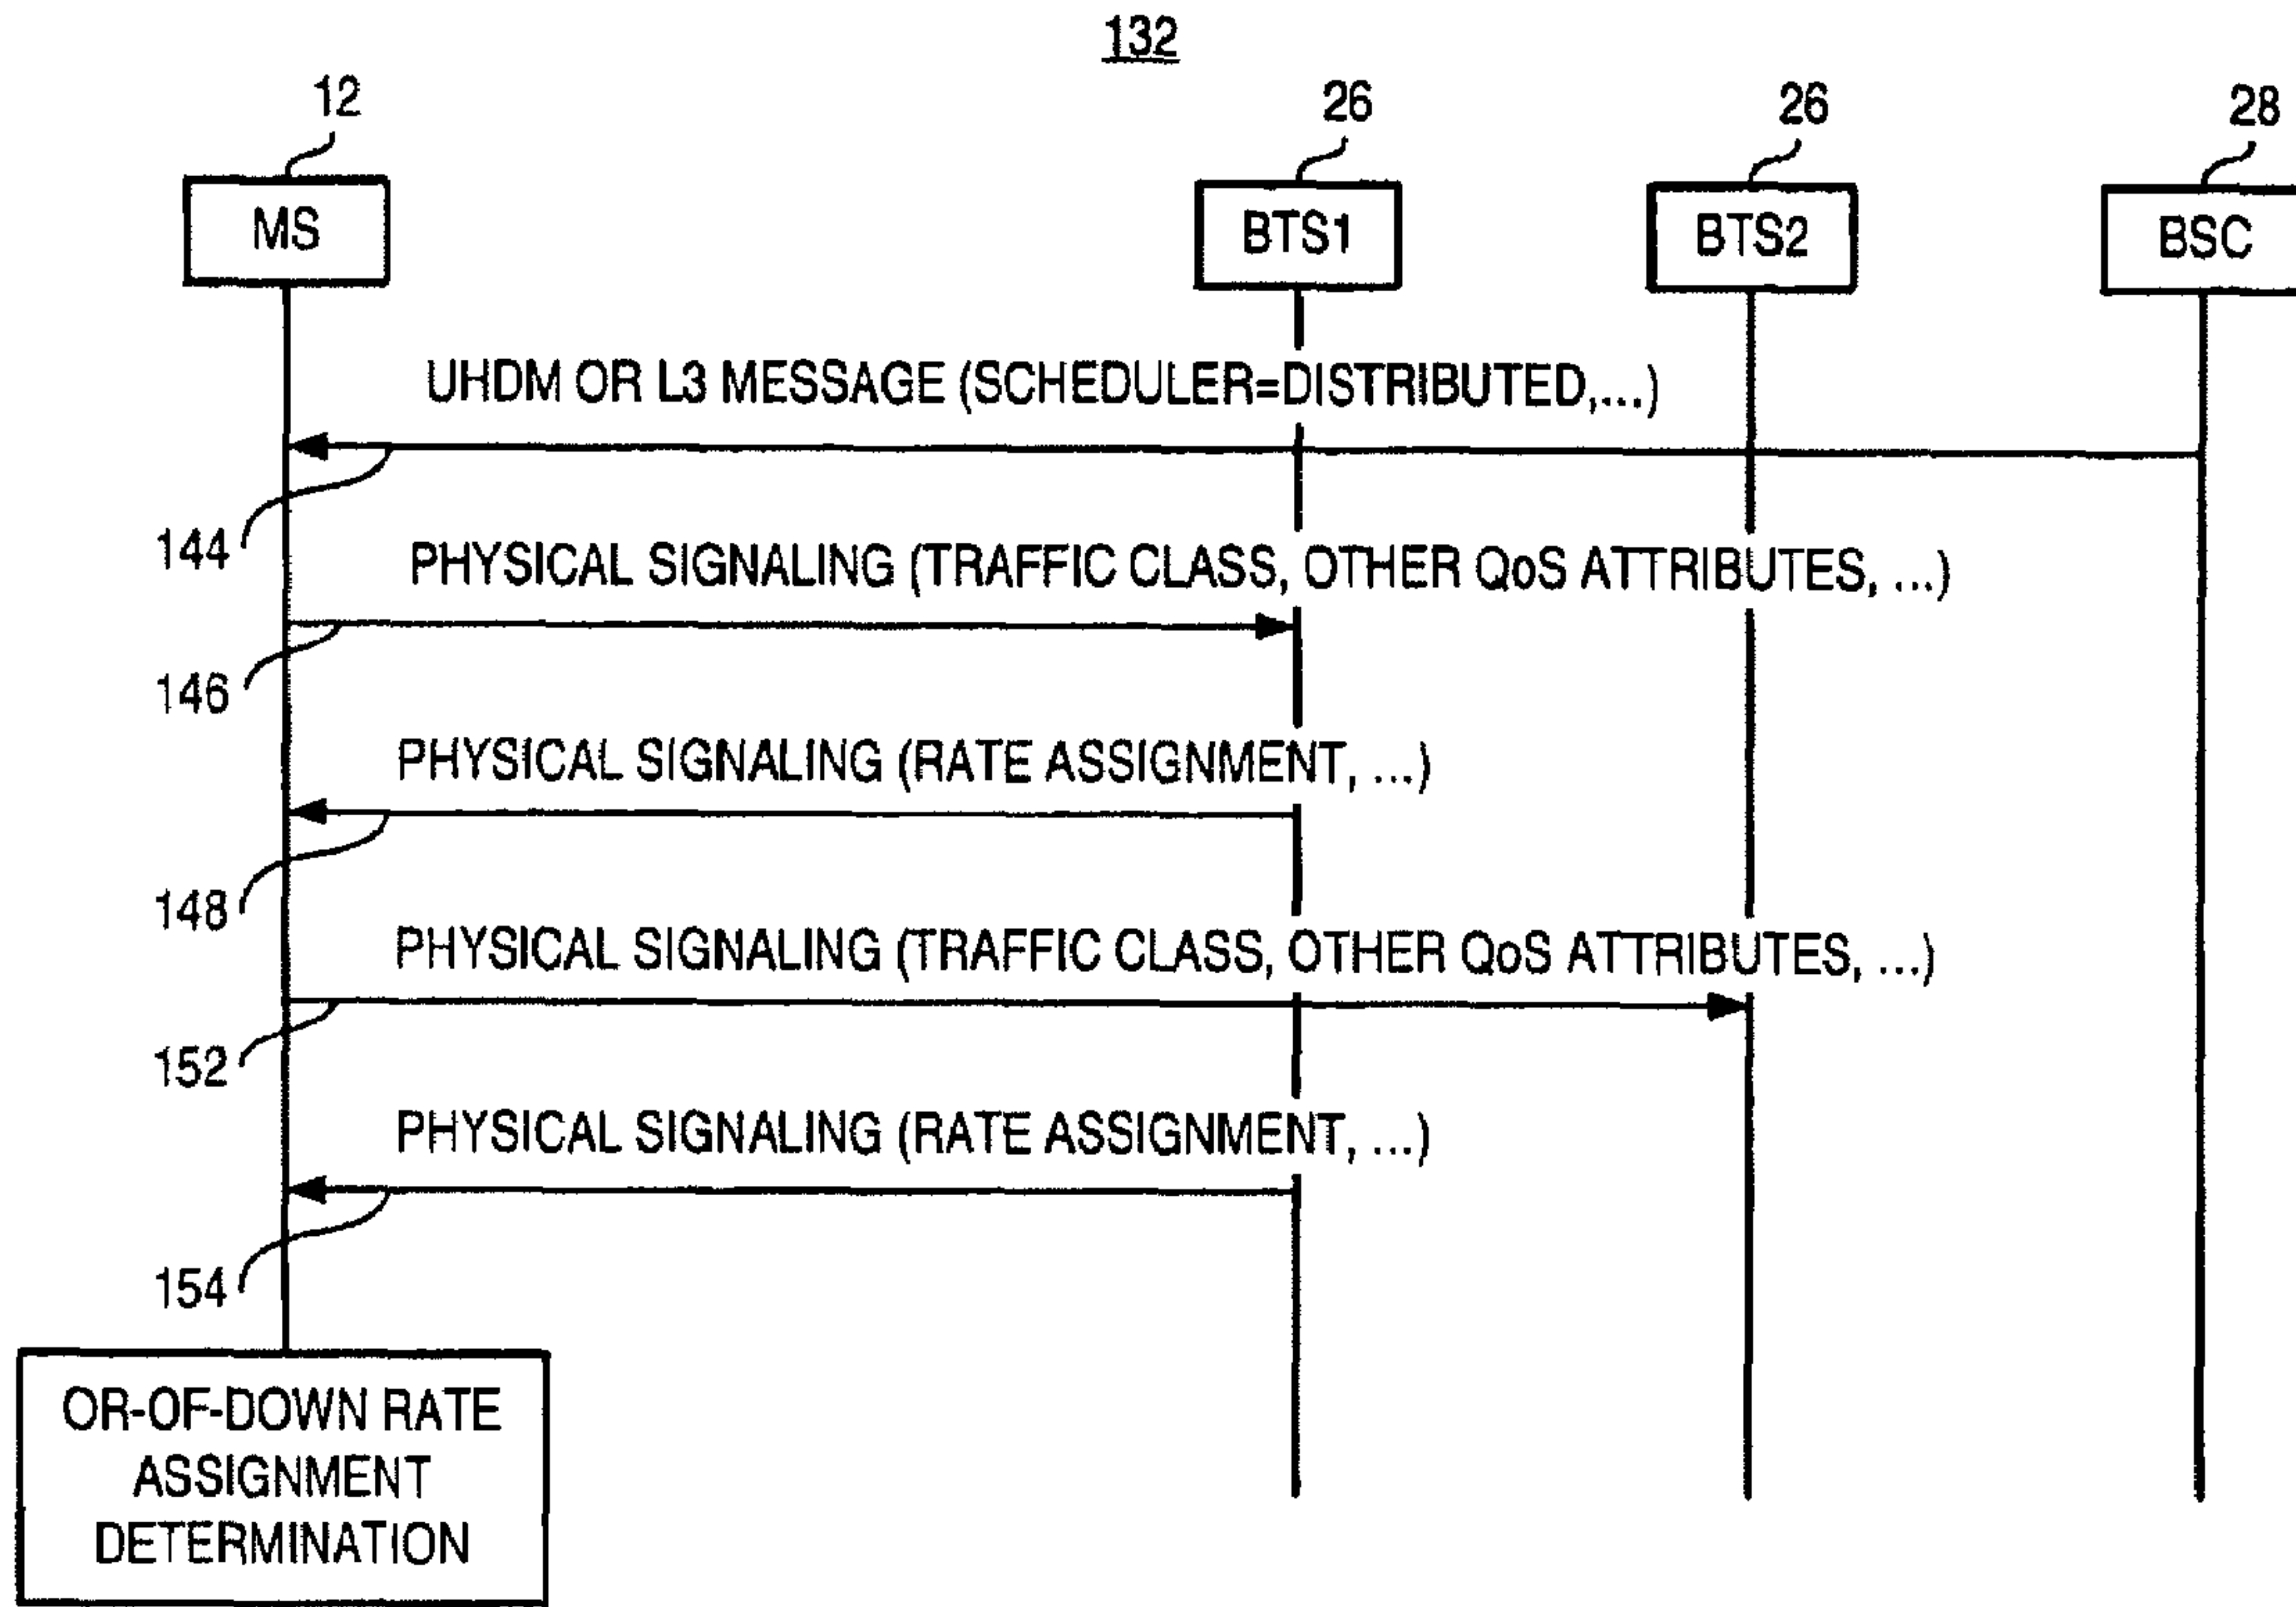 132
12
26
26
28
MS
BTS1
BTS2
BSC
UHDM OR L3 MESSAGE (SCHEDULER=DISTRIBUTED,...)
144
PHYSICAL SIGNALING (TRAFFIC CLASS, OTHER QoS ATTRIBUTES, ...)
146
PHYSICAL SIGNALING (RATE ASSIGNMENT, ...)
148
PHYSICAL SIGNALING (TRAFFIC CLASS, OTHER QoS ATTRIBUTES, ...)
152
PHYSICAL SIGNALING (RATE ASSIGNMENT, ...)
154
OR-OF-DOWN RATE
ASSIGNMENT
DETERMINATION